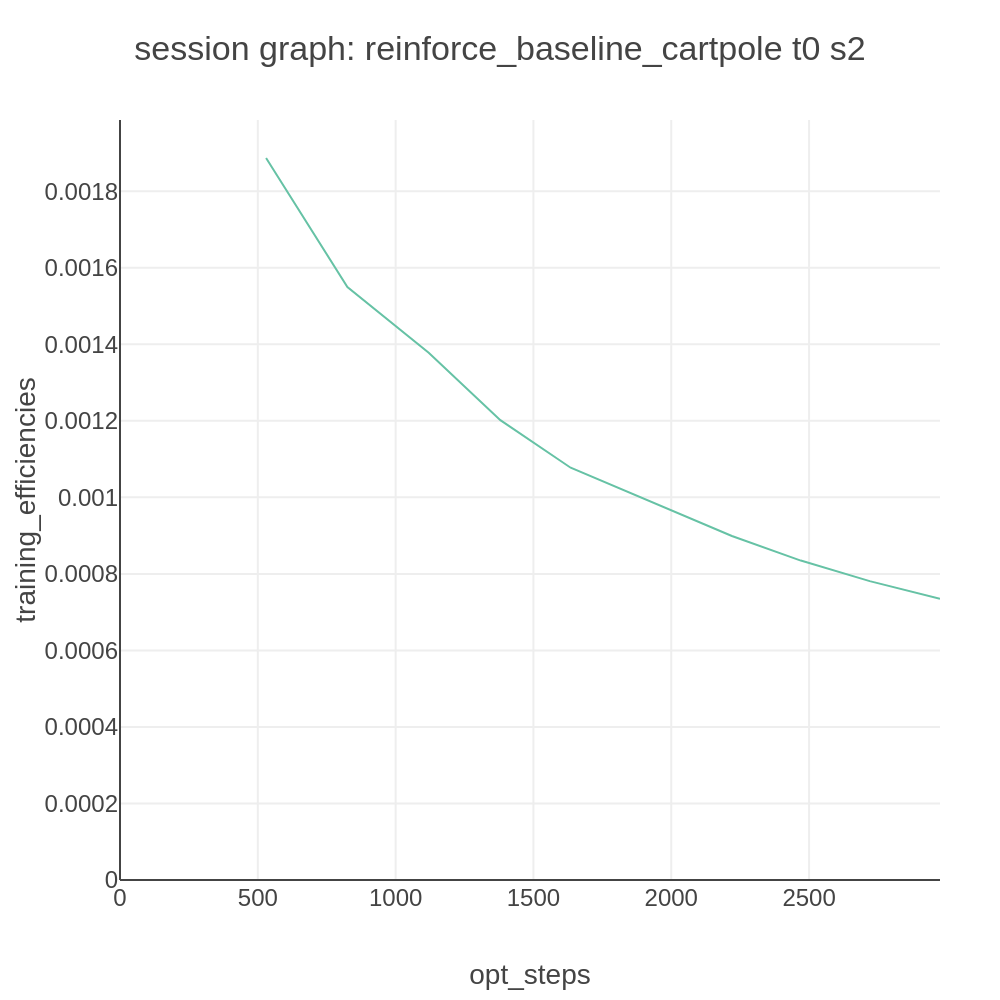 session graph: reinforce_baseline_cartpole t0 s2
training_efficiencies
0.0018
0.0016
0.0014
0.0012
0.001
0.0008
0.0006
0.0004
0.0002
0
0 500 1000 1500 2000 2500
opt_steps